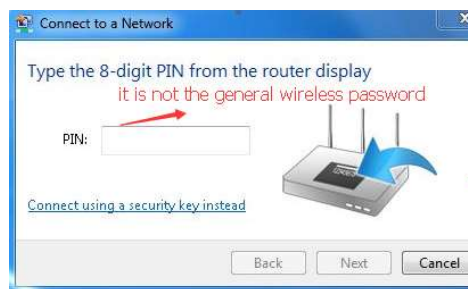 Connect to a Network
Type the 8-digit PIN from the router display
it is not the general wireless password
PIN:
Connect using a security key instead
Back
Next
Cancel